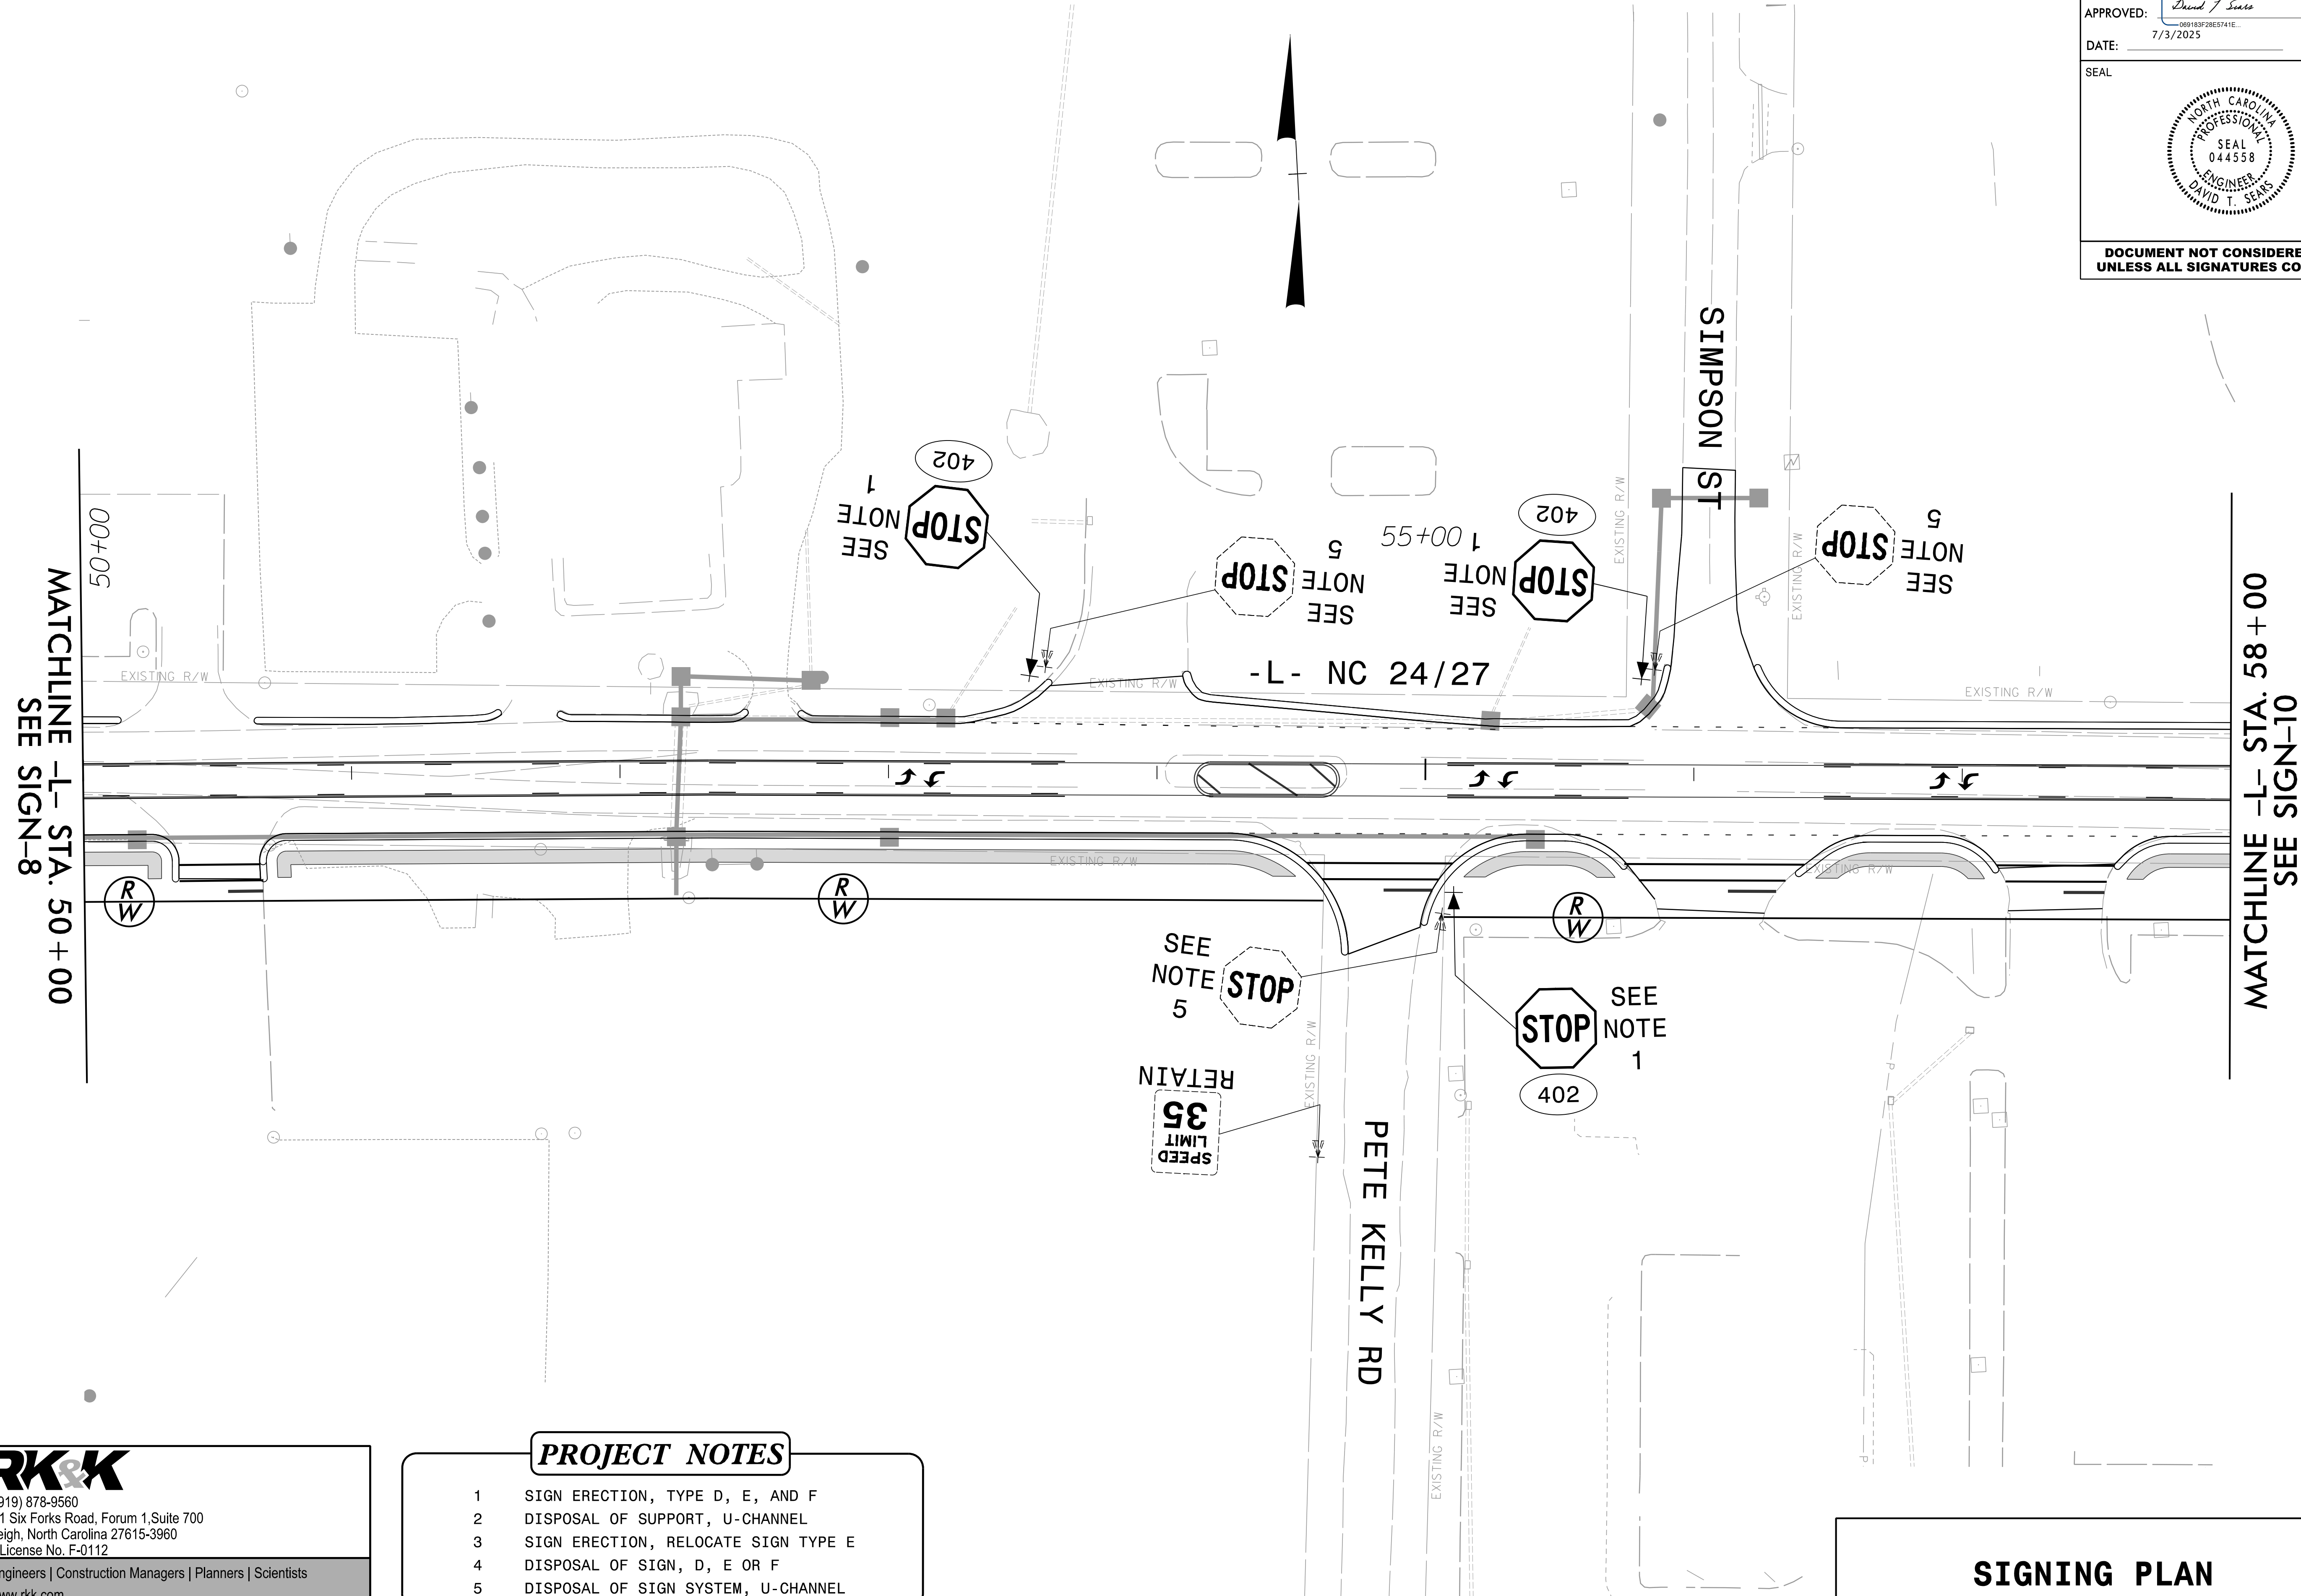 APPROVED: David T Sears
069183F28E5741E...
7/3/2025
DATE:
SEAL
NORTH CAROLINA
PROFESSIONAL
SEAL
044558
ENGINEER
DAVID T. SEARS
DOCUMENT NOT CONSIDERE
UNLESS ALL SIGNATURES CO
SIMPSON ST
402
STOP
SEE
NOTE
1
STOP
SEE
NOTE
5
55+00
402
STOP
SEE
NOTE
1
STOP
SEE
NOTE
5
EXISTING R/W
EXISTING R/W
50+00
MATCHLINE -L- STA. 50+00
SEE SIGN-8
EXISTING R/W
EXISTING R/W
-L- NC 24/27
EXISTING R/W
MATCHLINE -L- STA. 58+00
SEE SIGN-10
EXISTING R/W
EXISTING R/W
R
W
R
W
R
W
SEE
NOTE
5
STOP
STOP
SEE
NOTE
1
402
RETAIN
SPEED
LIMIT
35
EXISTING R/W
PETE KELLY RD
EXISTING R/W
P
P
RK&K
919) 878-9560
1 Six Forks Road, Forum 1,Suite 700
eigh, North Carolina 27615-3960
License No. F-0112
ngineers | Construction Managers | Planners | Scientists
ww.rkk.com
PROJECT NOTES
1 SIGN ERECTION, TYPE D, E, AND F
2 DISPOSAL OF SUPPORT, U-CHANNEL
3 SIGN ERECTION, RELOCATE SIGN TYPE E
4 DISPOSAL OF SIGN, D, E OR F
5 DISPOSAL OF SIGN SYSTEM, U-CHANNEL
SIGNING PLAN